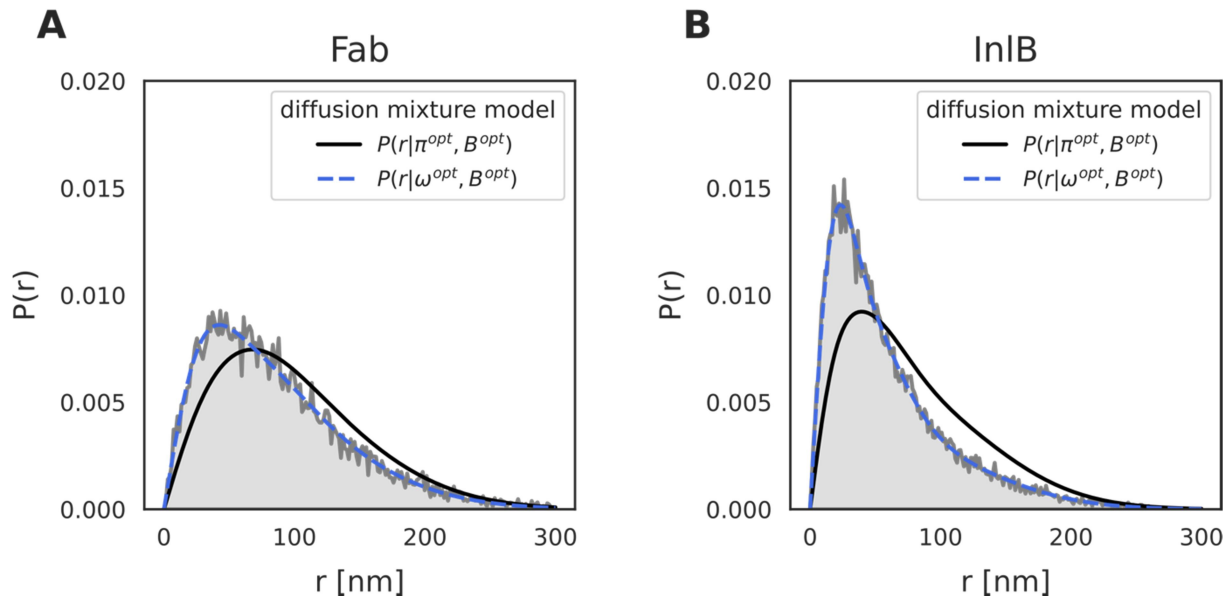 A
Fab
0.020
0.015
0.010
0.005
0.000
P(r)
diffusion mixture model
P(r|π^opt, B^opt)
P(r|ω^opt, B^opt)
0 100 200 300
r [nm]
B
InlB
0.020
0.015
0.010
0.005
0.000
P(r)
diffusion mixture model
P(r|π^opt, B^opt)
P(r|ω^opt, B^opt)
0 100 200 300
r [nm]